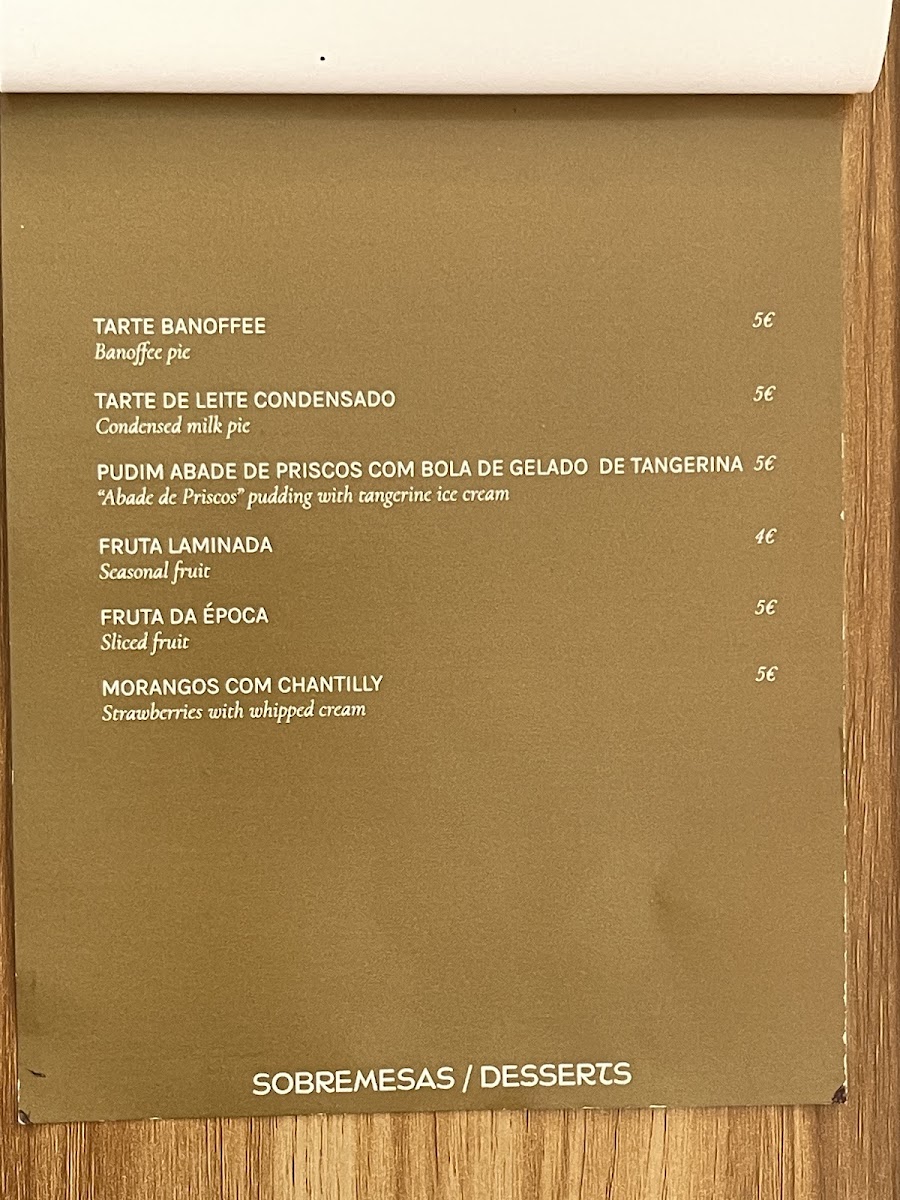 TARTE BANOFFEE 5€
Banoffee pie
TARTE DE LEITE CONDENSADO 5€
Condensed milk pie
PUDIM ABADE DE PRISCOS COM BOLA DE GELADO DE TANGERINA 5€
“Abade de Priscos” pudding with tangerine ice cream
FRUTA LAMINADA 4€
Seasonal fruit
FRUTA DA ÉPOCA 5€
Sliced fruit
MORANGOS COM CHANTILLY 5€
Strawberries with whipped cream
SOBREMESAS / DESSERTS